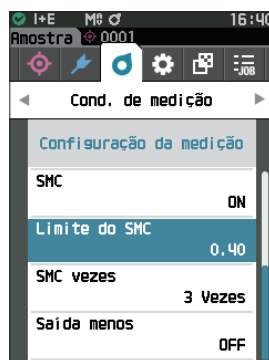 I+E M0 16:40
Amostra 0001
-JOB
Cond. de medição
Configuração da medição
SMC
ON
Limite do SMC
0.40
SMC vezes
3 Vezes
Saída menos
OFF